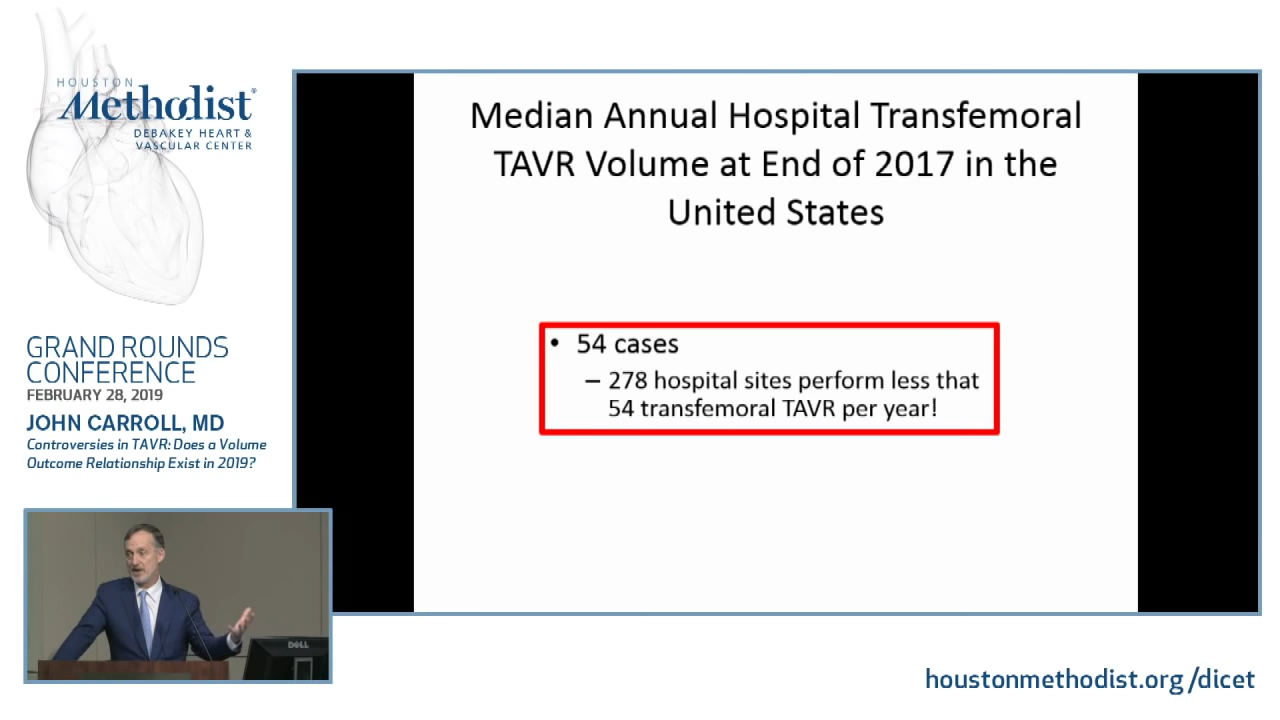 HOUSTON
Methodist®
DEBAKEY HEART &
VASCULAR CENTER
GRAND ROUNDS
CONFERENCE
FEBRUARY 28, 2019
JOHN CARROLL, MD
Controversies in TAVR: Does a Volume
Outcome Relationship Exist in 2019?
Median Annual Hospital Transfemoral
TAVR Volume at End of 2017 in the
United States
• 54 cases
– 278 hospital sites perform less that
54 transfemoral TAVR per year!
DELL
houstonmethodist.org/dicet